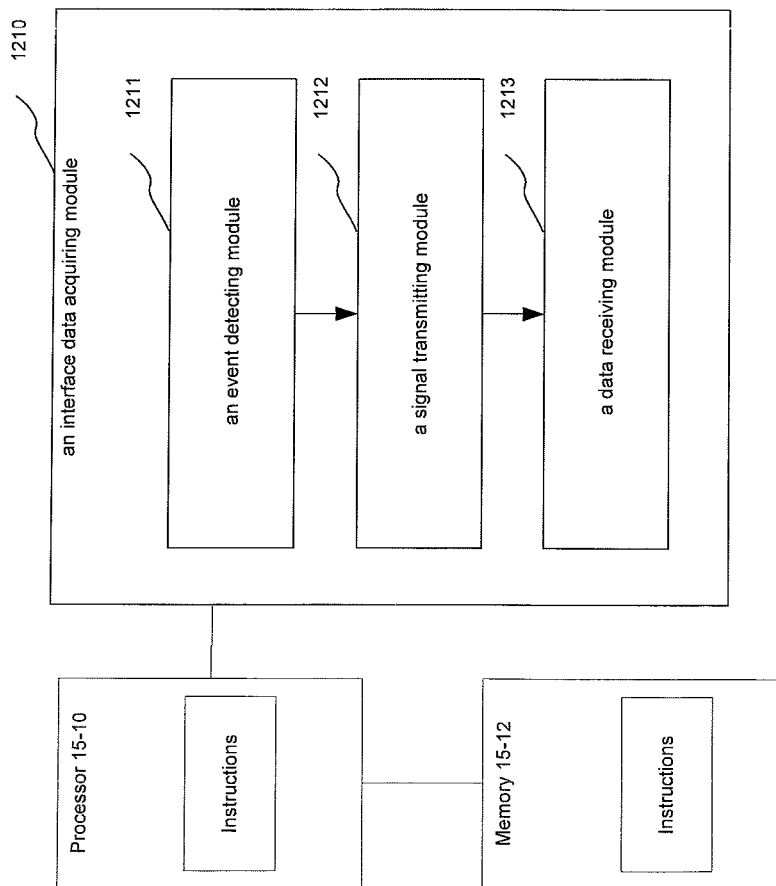 1210
an interface data acquiring module
1211
an event detecting module
1212
a signal transmitting module
1213
a data receiving module
Processor 15-10
Instructions
Memory 15-12
Instructions